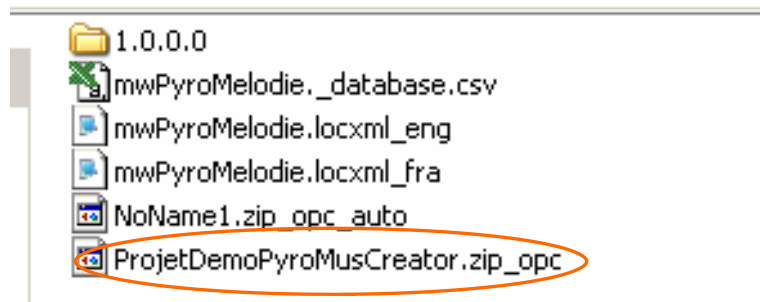 1.0.0.0
mwPyroMelodie._database.csv
mwPyroMelodie.locxml_eng
mwPyroMelodie.locxml_fra
NoName1.zip_opc_auto
ProjetDemoPyroMusCreator.zip_opc